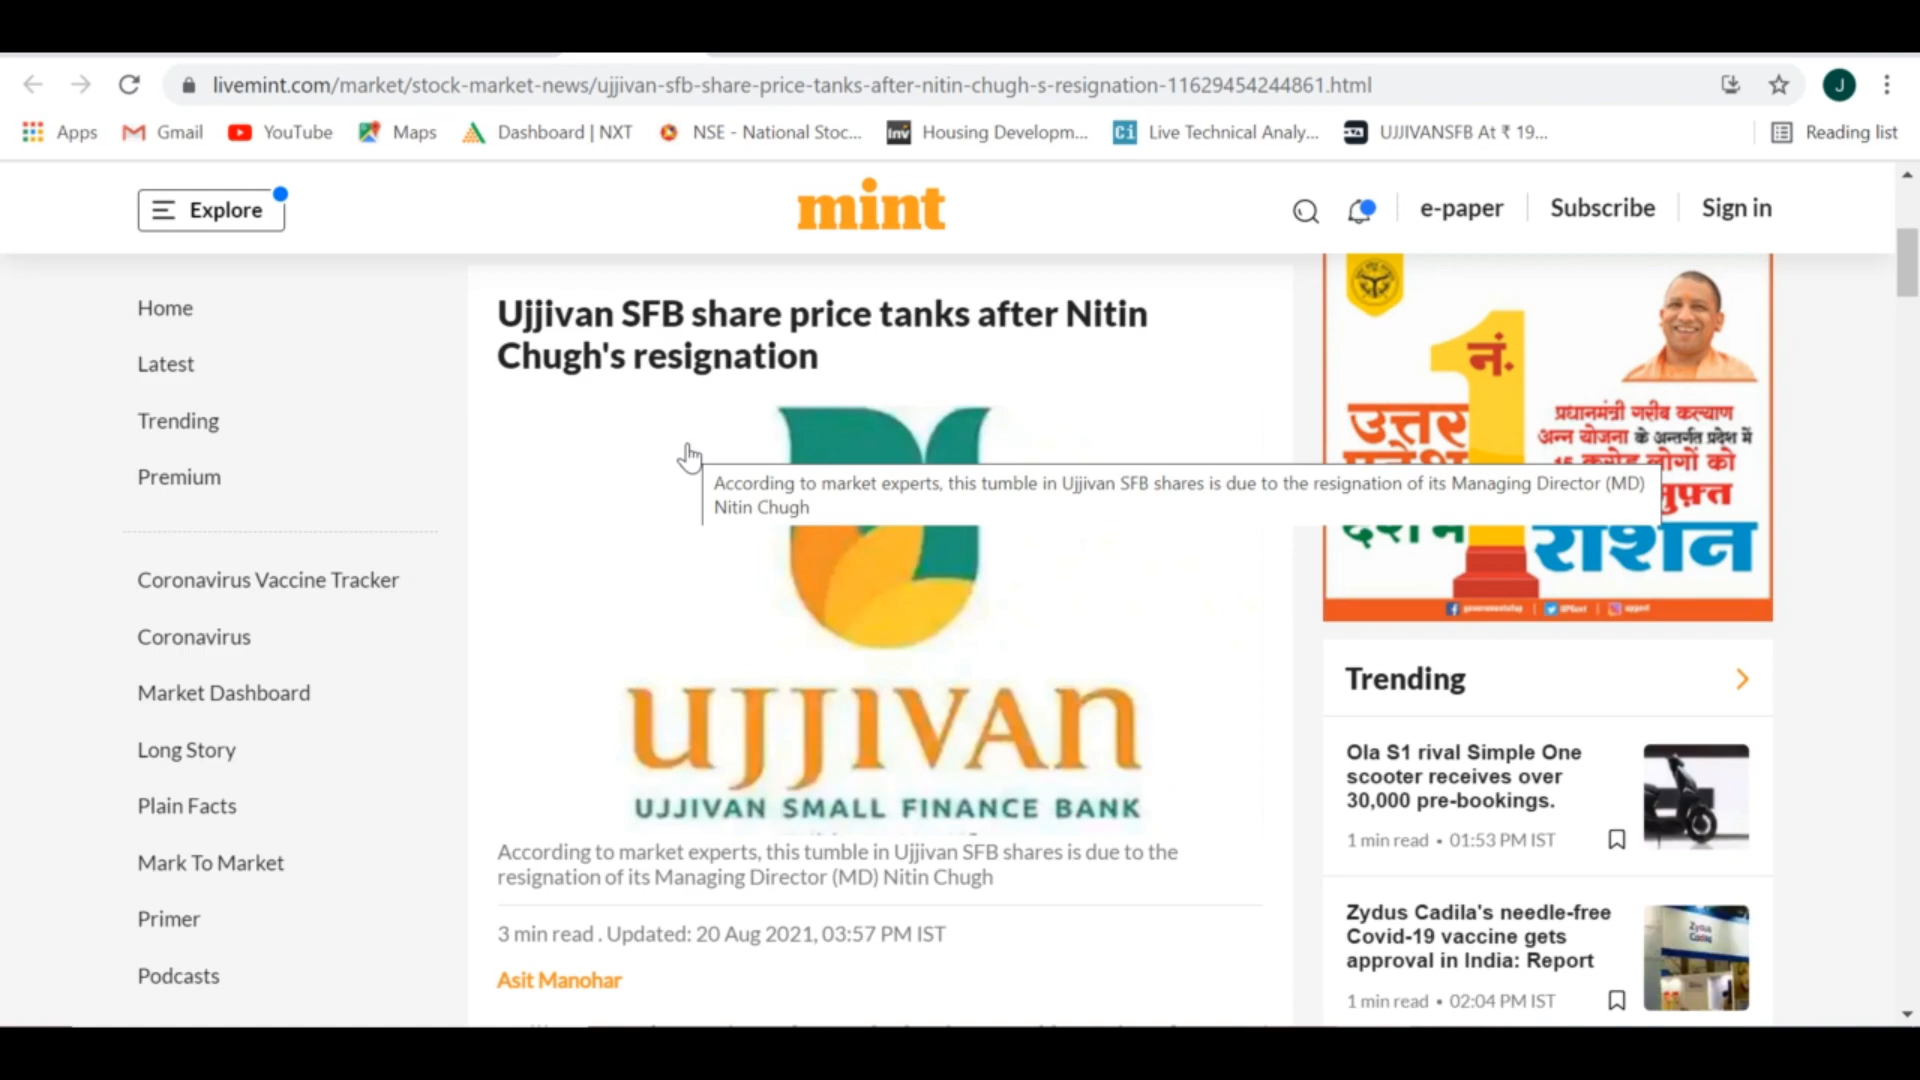 livemint.com/market/stock-market-news/ujjivan-sfb-share-price-tanks-after-nitin-chugh-s-resignation-11629454244861.html
J
Apps
Gmail
YouTube
Maps
Dashboard | NXT
NSE - National Stoc...
Inv
Housing Developm...
Ci
Live Technical Analy...
UJJIVANSFB At ₹ 19...
Reading list
Explore
mint
e-paper
Subscribe
Sign in
Home
Latest
Trending
Premium
Coronavirus Vaccine Tracker
Coronavirus
Market Dashboard
Long Story
Plain Facts
Mark To Market
Primer
Podcasts
Ujjivan SFB share price tanks after Nitin
Chugh's resignation
According to market experts, this tumble in Ujjivan SFB shares is due to the resignation of its Managing Director (MD)
Nitin Chugh
UJJIVAN
UJJIVAN SMALL FINANCE BANK
According to market experts, this tumble in Ujjivan SFB shares is due to the
resignation of its Managing Director (MD) Nitin Chugh
3 min read . Updated: 20 Aug 2021, 03:57 PM IST
Asit Manohar
1
नं.
उत्तर
प्रधानमंत्री गरीब कल्याण
अन्न योजना के अन्तर्गत प्रदेश में
लोगों को
मुफ़्त
राशन
Trending
Ola S1 rival Simple One
scooter receives over
30,000 pre-bookings.
1 min read • 01:53 PM IST
Zydus Cadila's needle-free
Covid-19 vaccine gets
approval in India: Report
1 min read • 02:04 PM IST
Zydus
Cadila